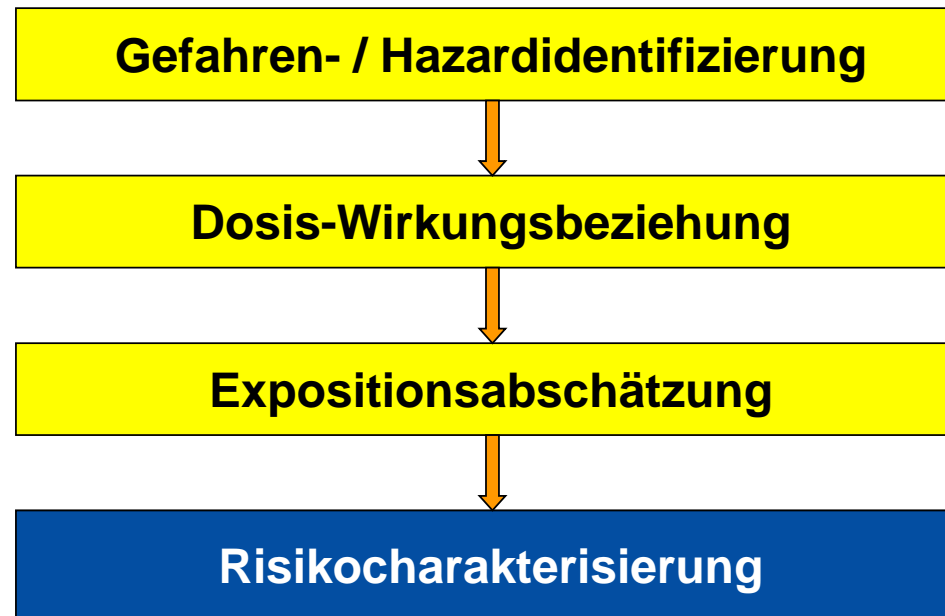 Gefahren- / Hazardidentifizierung
Dosis-Wirkungsbeziehung
Expositionsabschätzung
Risikocharakterisierung